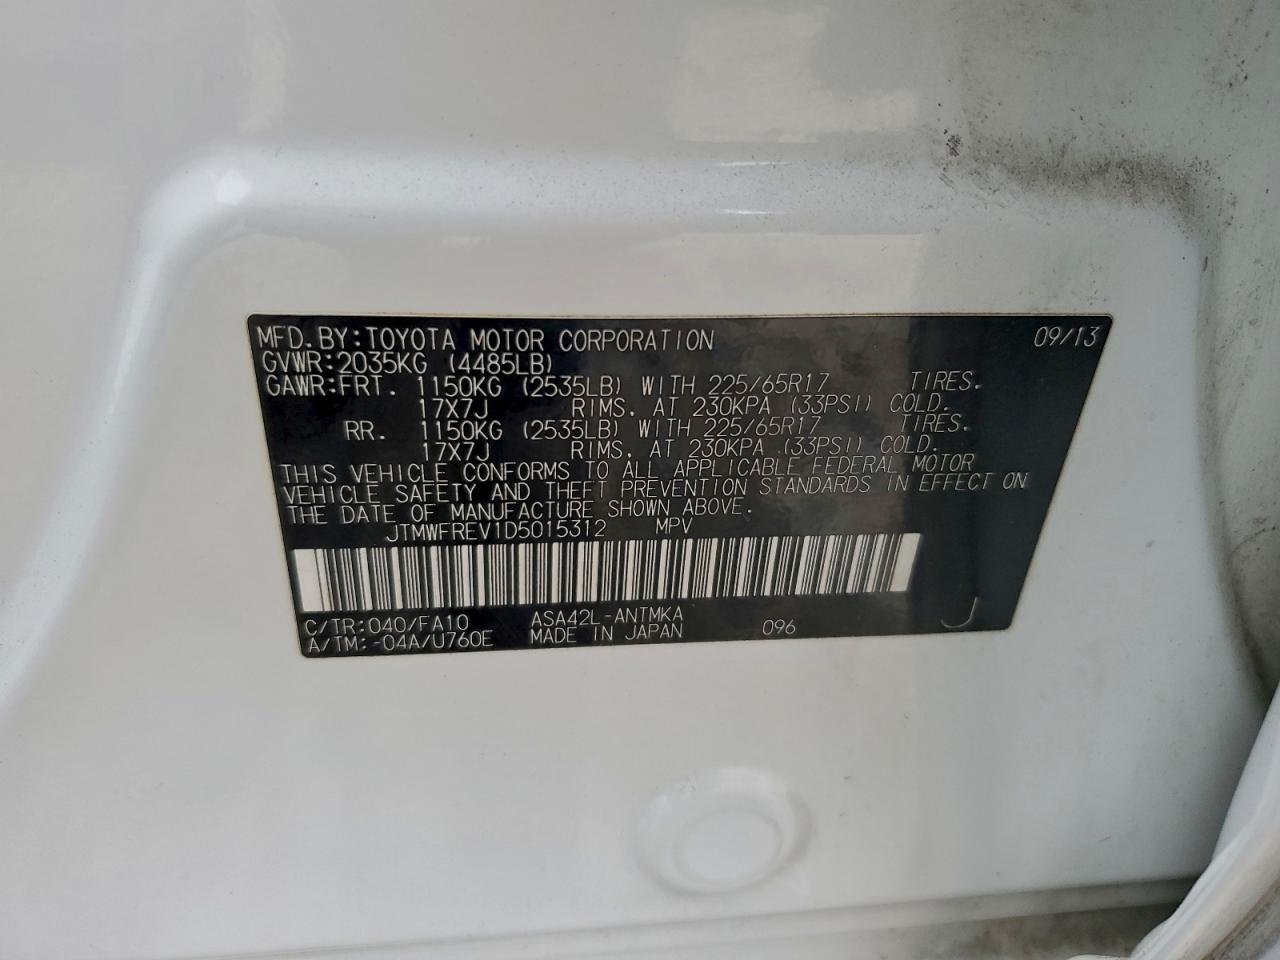 MFD. BY: TOYOTA MOTOR CORPORATION 09/13
GVWR: 2035KG (4485LB)
GAWR: FRT. 1150KG (2535LB) WITH 225/65R17 TIRES.
17X7J RIMS. AT 230KPA (33PSI) COLD.
RR. 1150KG (2535LB) WITH 225/65R17 TIRES.
17X7J RIMS. AT 230KPA (33PSI) COLD.
THIS VEHICLE CONFORMS TO ALL APPLICABLE FEDERAL MOTOR
VEHICLE SAFETY AND THEFT PREVENTION STANDARDS IN EFFECT ON
THE DATE OF MANUFACTURE SHOWN ABOVE.
JTMWFREV1D5015312 MPV
C/TR: 040/FA10 ASA42L-ANTMKA
A/TM: -04A/U760E MADE IN JAPAN 096 J